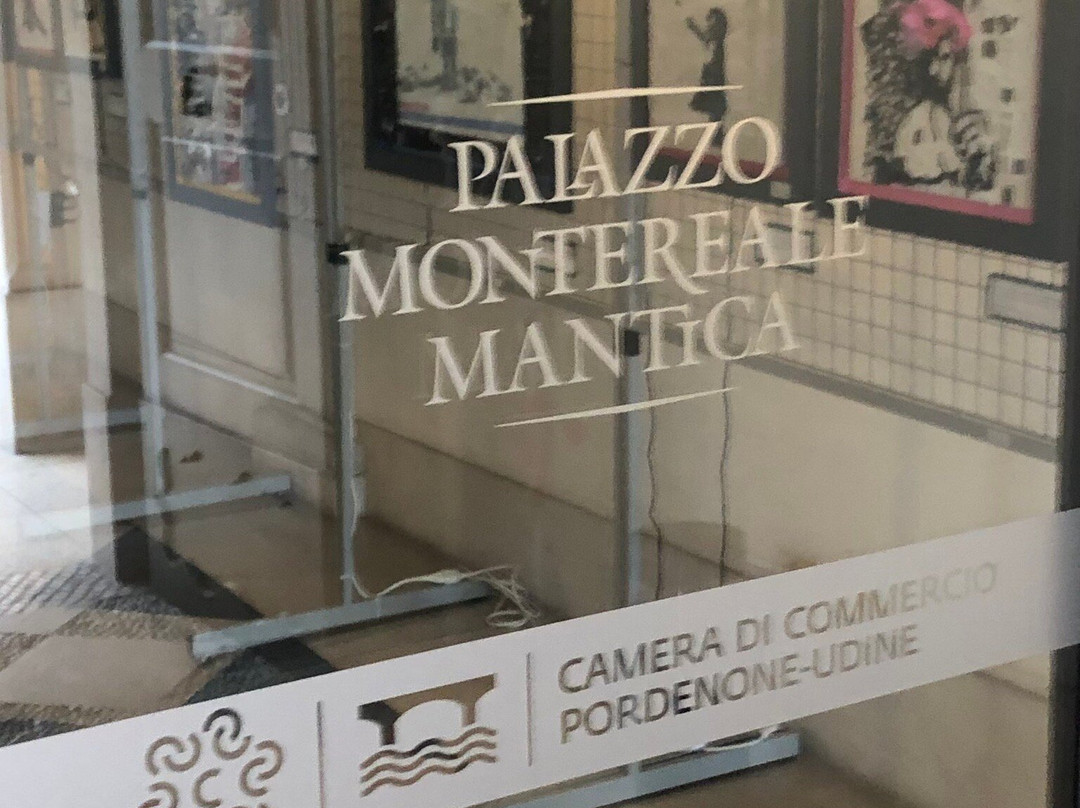 PALAZZO
MONTEREALE
MANTICA
CAMERA DI COMMERCIO
PORDENONE-UDINE